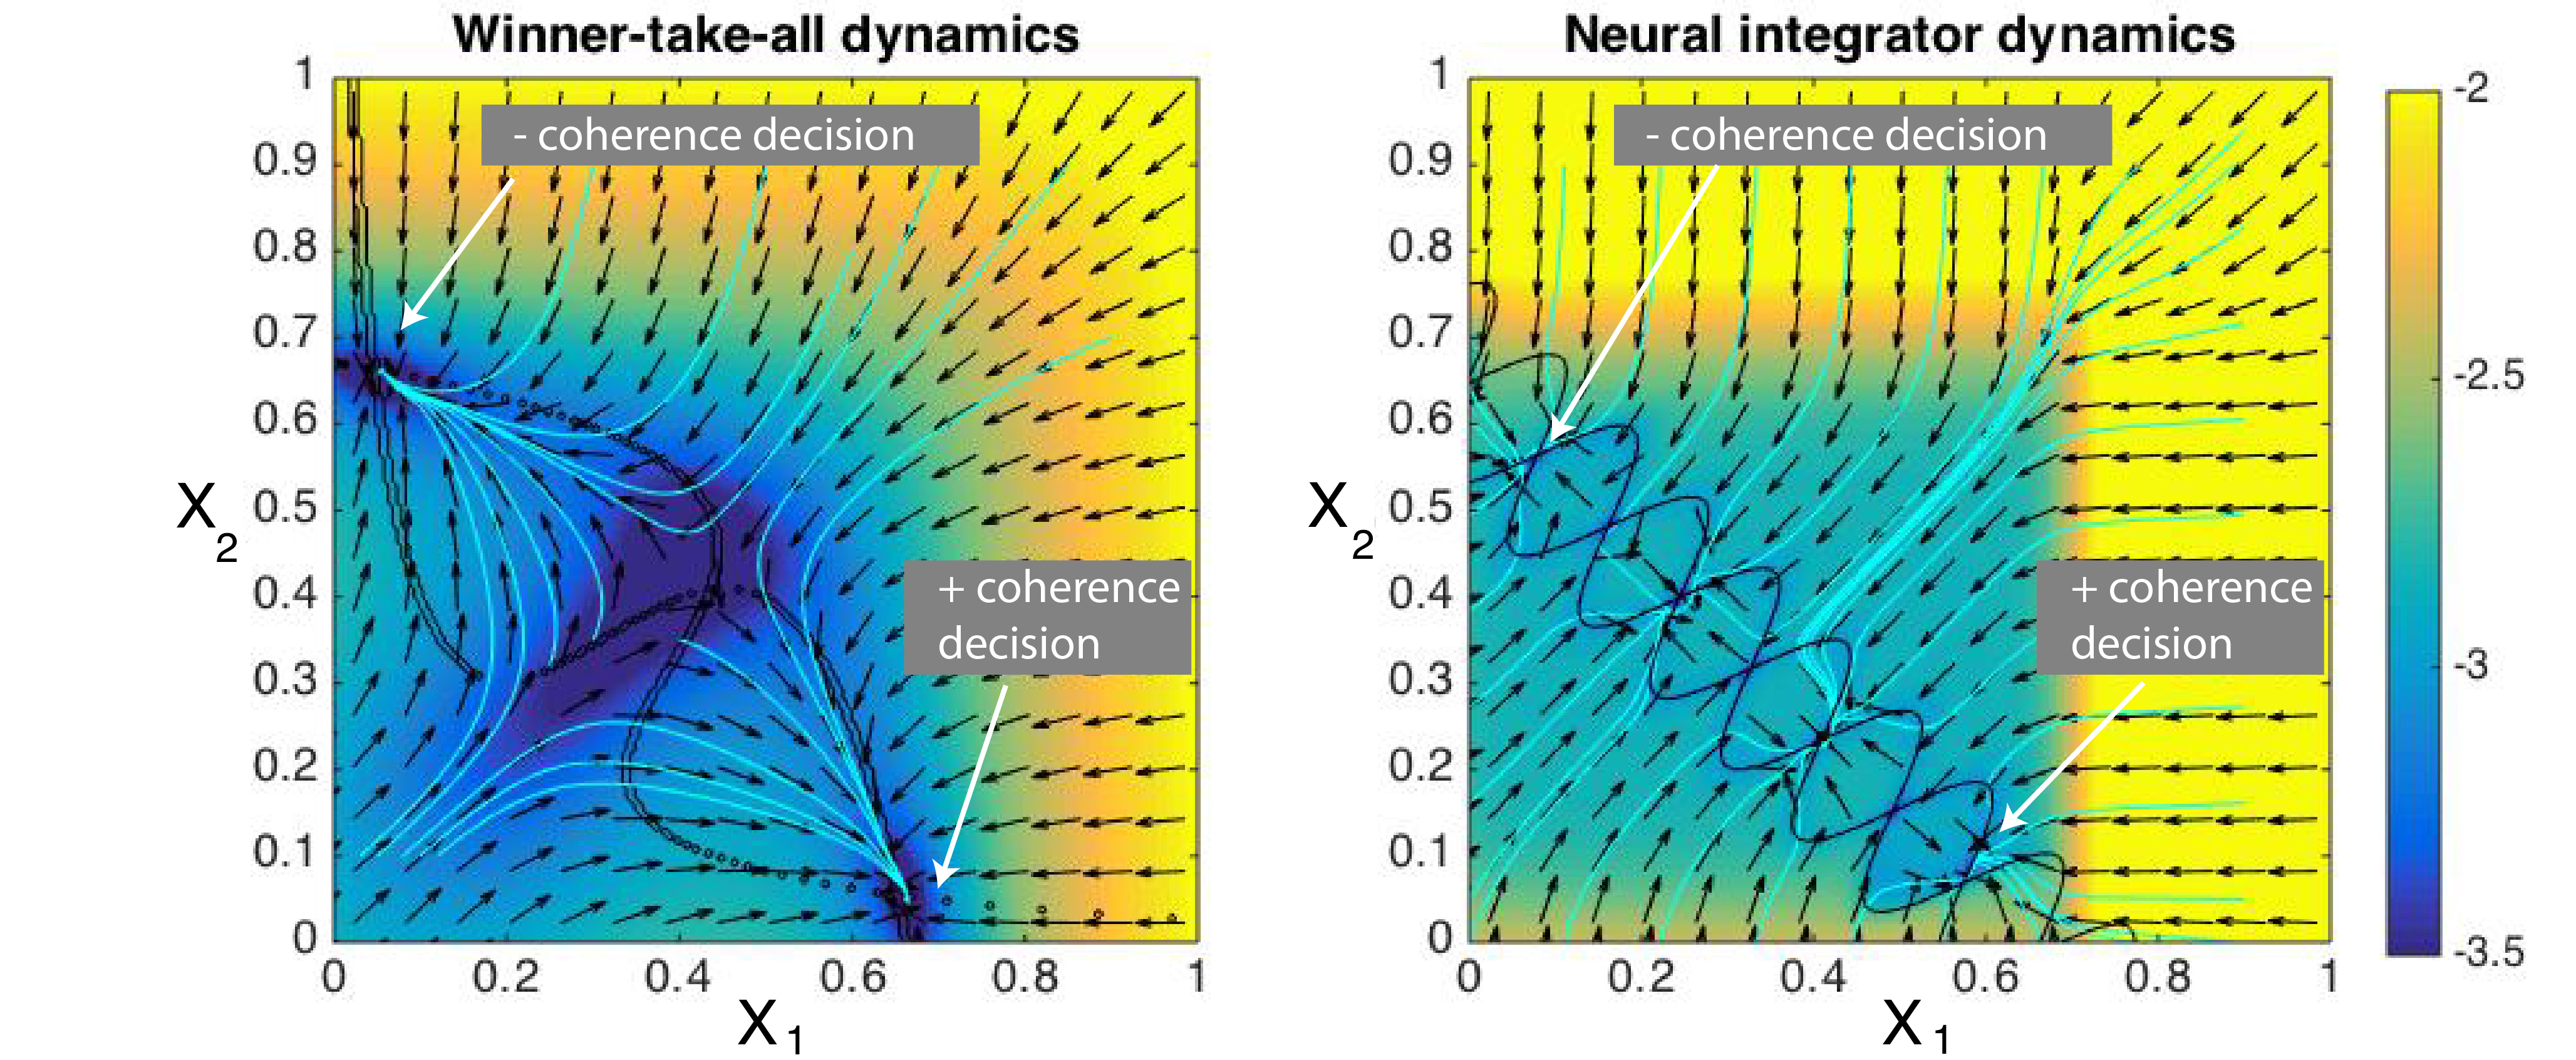 Winner-take-all dynamics
1
0.9
0.8
0.7
0.6
0.5
0.4
0.3
0.2
0.1
0
X2
- coherence decision
+ coherence
decision
0 0.2 0.4 0.6 0.8 1
X1
Neural integrator dynamics
1
0.9
0.8
0.7
0.6
0.5
0.4
0.3
0.2
0.1
0
X2
- coherence decision
+ coherence
decision
0 0.2 0.4 0.6 0.8 1
X1
-2
-2.5
-3
-3.5